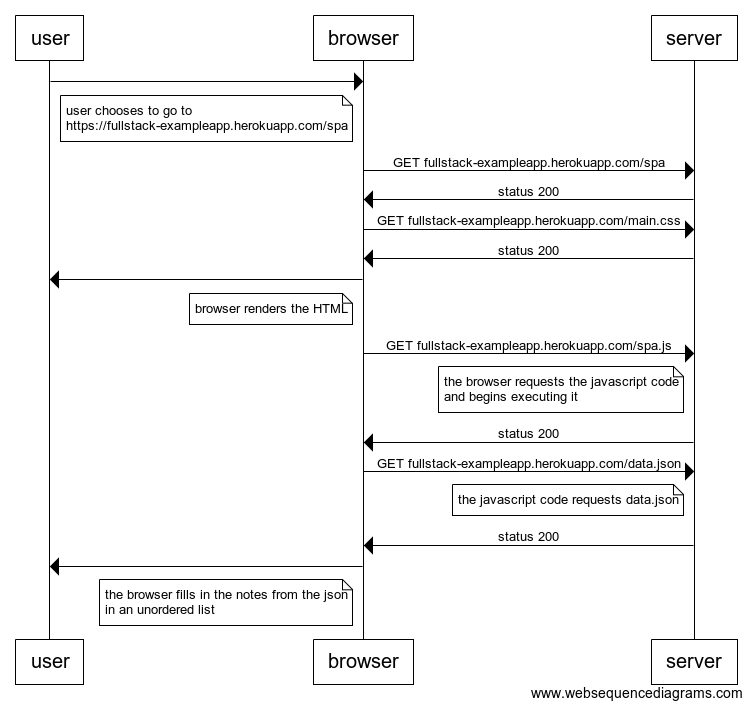 user
browser
server
user chooses to go to
https://fullstack-exampleapp.herokuapp.com/spa
GET fullstack-exampleapp.herokuapp.com/spa
status 200
GET fullstack-exampleapp.herokuapp.com/main.css
status 200
browser renders the HTML
GET fullstack-exampleapp.herokuapp.com/spa.js
the browser requests the javascript code
and begins executing it
status 200
GET fullstack-exampleapp.herokuapp.com/data.json
the javascript code requests data.json
status 200
the browser fills in the notes from the json
in an unordered list
user
browser
server
www.websequencediagrams.com